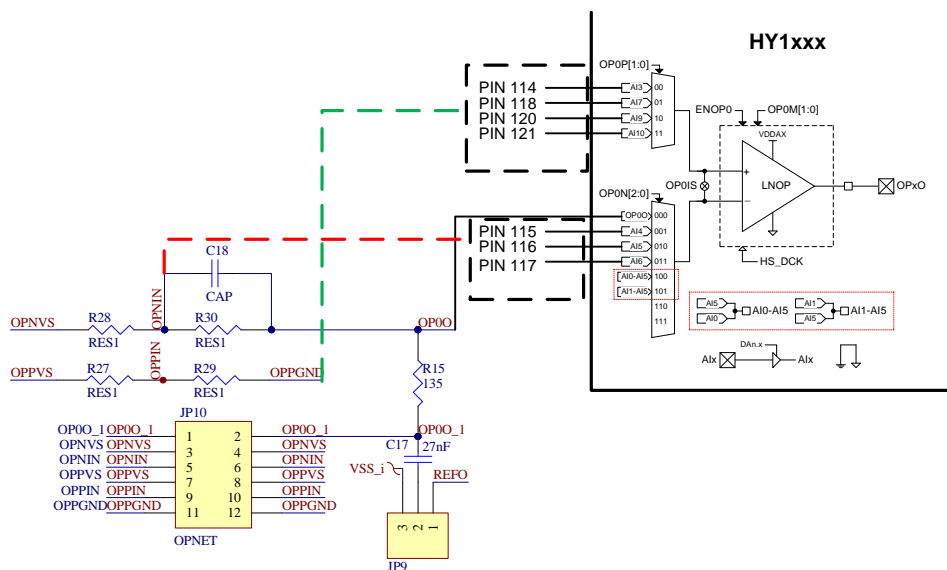 HY1xxx
OP0P[1:0]
PIN 114
AI3
00
PIN 118
AI7
01
PIN 120
AI9
10
PIN 121
AI10
11
ENOP0
OP0M[1:0]
VDDAX
+
LNOP
−
OP0IS
OPxO
HS_DCK
OP0N[2:0]
OP0O
000
PIN 115
AI4
001
PIN 116
AI5
010
PIN 117
AI6
011
AI0-AI5
100
AI1-AI5
101
110
111
AI5
AI0
AI0-AI5
AI1
AI5
AI1-AI5
DAn.x
AIx
AIx
C18
CAP
OPNIN
OPNVS
R28
RES1
R30
RES1
OP0O
OPPIN
OPPVS
R27
RES1
R29
RES1
OPPGND
R15
135
JP10
OP0O_1 OP0O_1 1 2 OP0O_1
OPNVS OPNVS 3 4 OPNVS
OPNIN OPNIN 5 6 OPNIN
OPPVS OPPVS 7 8 OPPVS
OPPIN OPPIN 9 10 OPPIN
OPPGND OPPGND 11 12 OPPGND
OPNET
C17
OP0O_1
27nF
VSS_i
REFO
3 2 1
JP9